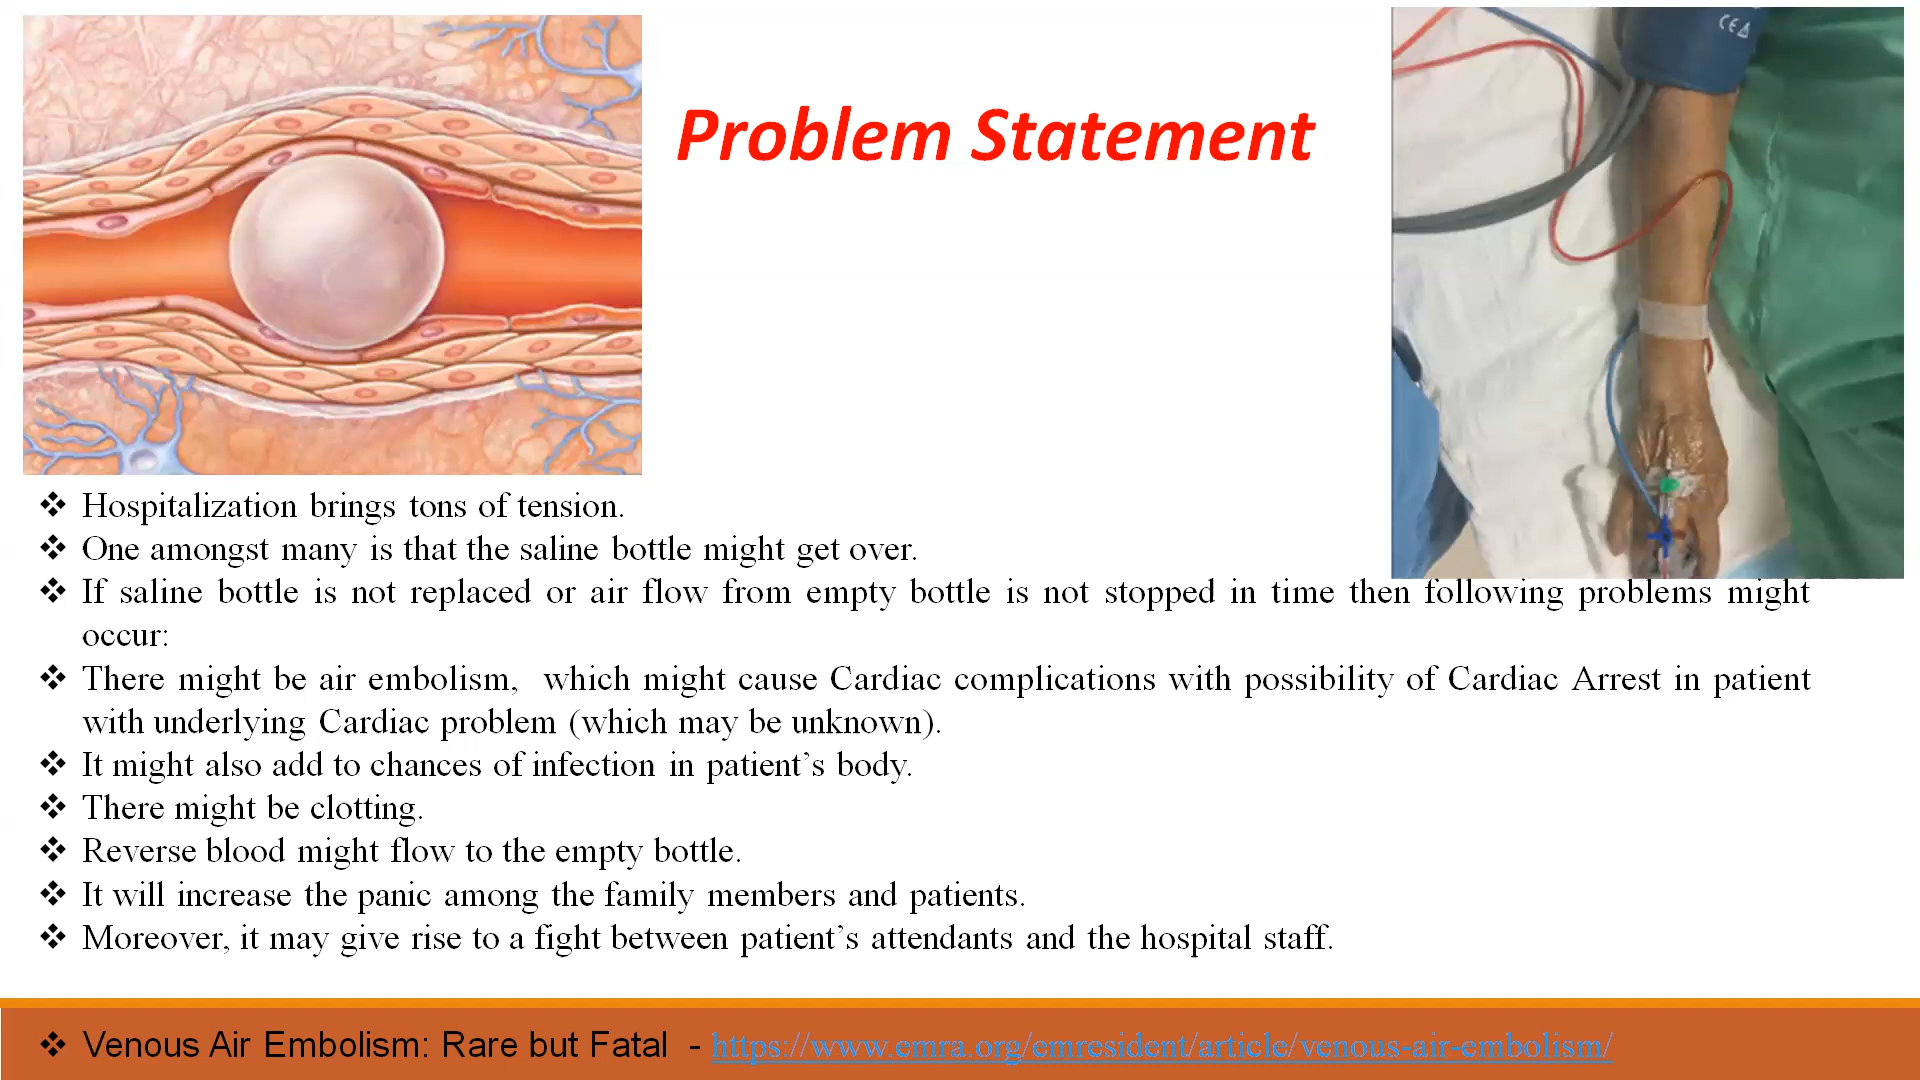 Problem Statement
CE
❖ Hospitalization brings tons of tension.
❖ One amongst many is that the saline bottle might get over.
❖ If saline bottle is not replaced or air flow from empty bottle is not stopped in time then following problems might
occur:
❖ There might be air embolism, which might cause Cardiac complications with possibility of Cardiac Arrest in patient
with underlying Cardiac problem (which may be unknown).
❖ It might also add to chances of infection in patient’s body.
❖ There might be clotting.
❖ Reverse blood might flow to the empty bottle.
❖ It will increase the panic among the family members and patients.
❖ Moreover, it may give rise to a fight between patient’s attendants and the hospital staff.
❖ Venous Air Embolism: Rare but Fatal - https://www.emra.org/emresident/article/venous-air-embolism/